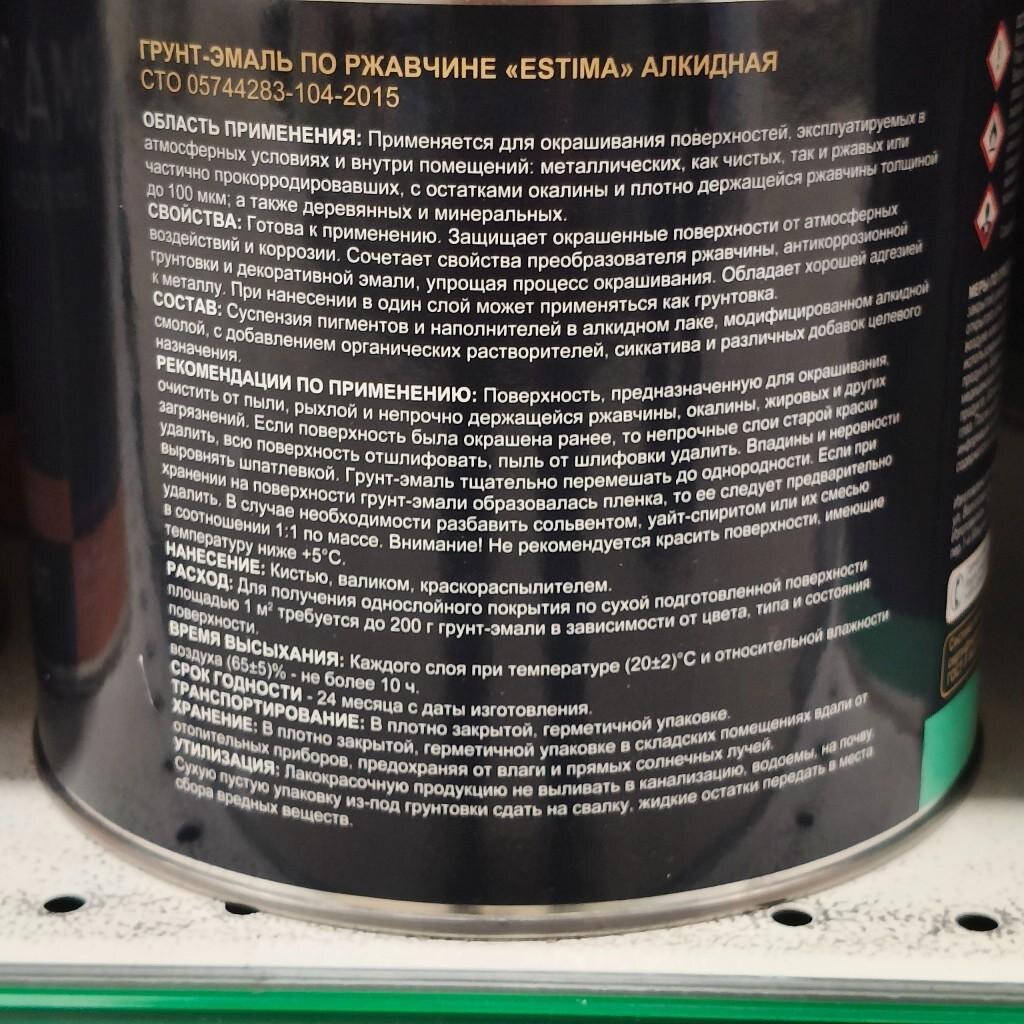 ГРУНТ-ЭМАЛЬ ПО РЖАВЧИНЕ «ESTIMA» АЛКИДНАЯ
СТО 05744283-104-2015
ОБЛАСТЬ ПРИМЕНЕНИЯ: Применяется для окрашивания поверхностей, эксплуатируемых в
атмосферных условиях и внутри помещений: металлических, как чистых, так и ржавых или
частично прокорродировавших, с остатками окалины и плотно держащейся ржавчины толщиной
до 100 мкм; а также деревянных и минеральных.
СВОЙСТВА: Готова к применению. Защищает окрашенные поверхности от атмосферных
воздействий и коррозии. Сочетает свойства преобразователя ржавчины, антикоррозионной
грунтовки и декоративной эмали, упрощая процесс окрашивания. Обладает хорошей адгезией
к металлу. При нанесении в один слой может применяться как грунтовка.
СОСТАВ: Суспензия пигментов и наполнителей в алкидном лаке, модифицированном алкидной
смолой, с добавлением органических растворителей, сиккатива и различных добавок целевого
назначения.
РЕКОМЕНДАЦИИ ПО ПРИМЕНЕНИЮ: Поверхность, предназначенную для окрашивания,
очистить от пыли, рыхлой и непрочно держащейся ржавчины, окалины, жировых и других
загрязнений. Если поверхность была окрашена ранее, то непрочные слои старой краски
удалить, всю поверхность отшлифовать, пыль от шлифовки удалить. Впадины и неровности
выровнять шпатлевкой. Грунт-эмаль тщательно перемешать до однородности. Если при
хранении на поверхности грунт-эмали образовалась пленка, то ее следует предварительно
удалить. В случае необходимости разбавить сольвентом, уайт-спиритом или их смесью
в соотношении 1:1 по массе. Внимание! Не рекомендуется красить поверхности, имеющие
температуру ниже +5°С.
НАНЕСЕНИЕ: Кистью, валиком, краскораспылителем.
РАСХОД: Для получения однослойного покрытия по сухой подготовленной поверхности
площадью 1 м² требуется до 200 г грунт-эмали в зависимости от цвета, типа и состояния
поверхности.
ВРЕМЯ ВЫСЫХАНИЯ: Каждого слоя при температуре (20±2)°С и относительной влажности
воздуха (65±5)% - не более 10 ч.
СРОК ГОДНОСТИ - 24 месяца с даты изготовления.
ТРАНСПОРТИРОВАНИЕ: В плотно закрытой, герметичной упаковке.
ХРАНЕНИЕ: В плотно закрытой, герметичной упаковке в складских помещениях вдали от
отопительных приборов, предохраняя от влаги и прямых солнечных лучей.
УТИЛИЗАЦИЯ: Лакокрасочную продукцию не выливать в канализацию, водоемы, на почву.
Сухую пустую упаковку из-под грунтовки сдать на свалку, жидкие остатки передать в места
сбора вредных веществ.